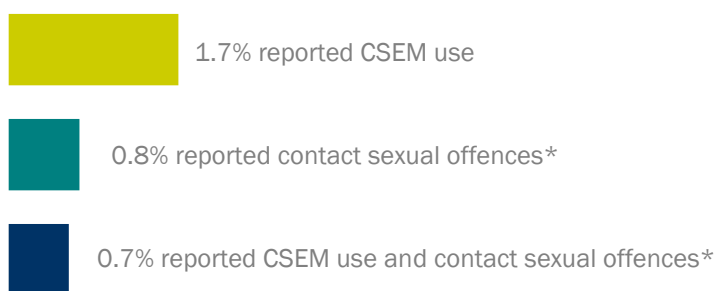 1.7% reported CSEM use
0.8% reported contact sexual offences*
0.7% reported CSEM use and contact sexual offences*